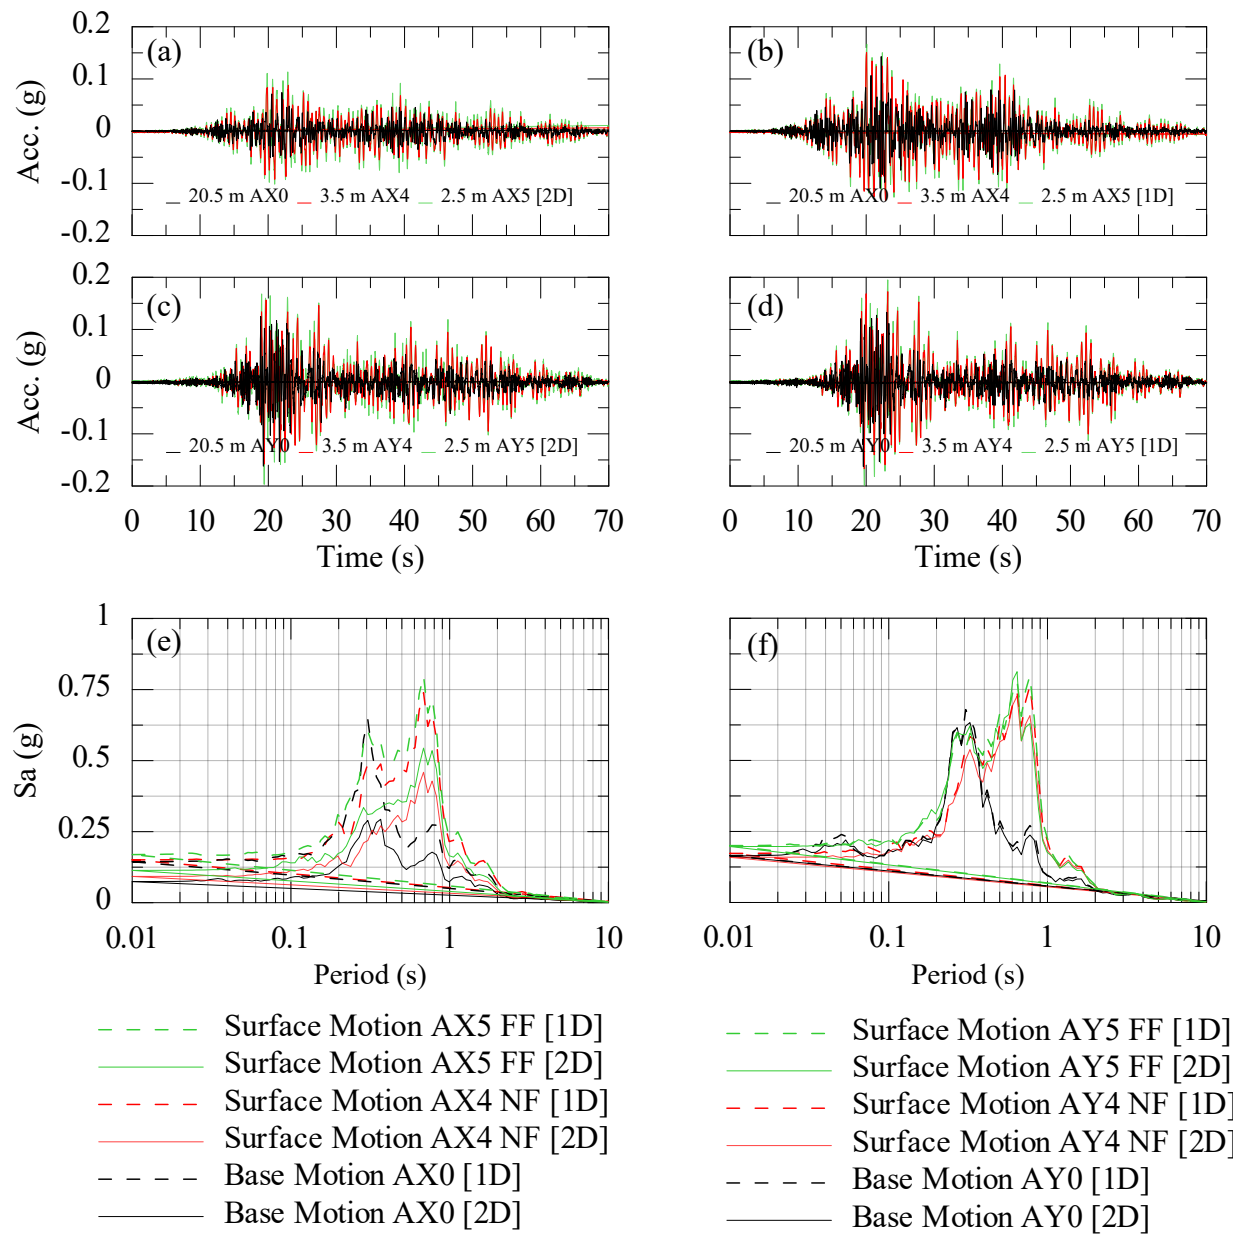 0.2
0.1
0
-0.1
-0.2
Acc. (g)
(a)
20.5 m AX0 3.5 m AX4 2.5 m AX5 [2D]
(b)
20.5 m AX0 3.5 m AX4 2.5 m AX5 [1D]
0.2
0.1
0
-0.1
-0.2
Acc. (g)
(c)
20.5 m AY0 3.5 m AY4 2.5 m AY5 [2D]
(d)
20.5 m AY0 3.5 m AY4 2.5 m AY5 [1D]
0 10 20 30 40 50 60 70
Time (s)
0 10 20 30 40 50 60 70
Time (s)
1
0.75
0.5
0.25
0
Sa (g)
(e)
(f)
0.01 0.1 1 10
Period (s)
0.01 0.1 1 10
Period (s)
Surface Motion AX5 FF [1D]
Surface Motion AX5 FF [2D]
Surface Motion AX4 NF [1D]
Surface Motion AX4 NF [2D]
Base Motion AX0 [1D]
Base Motion AX0 [2D]
Surface Motion AY5 FF [1D]
Surface Motion AY5 FF [2D]
Surface Motion AY4 NF [1D]
Surface Motion AY4 NF [2D]
Base Motion AY0 [1D]
Base Motion AY0 [2D]